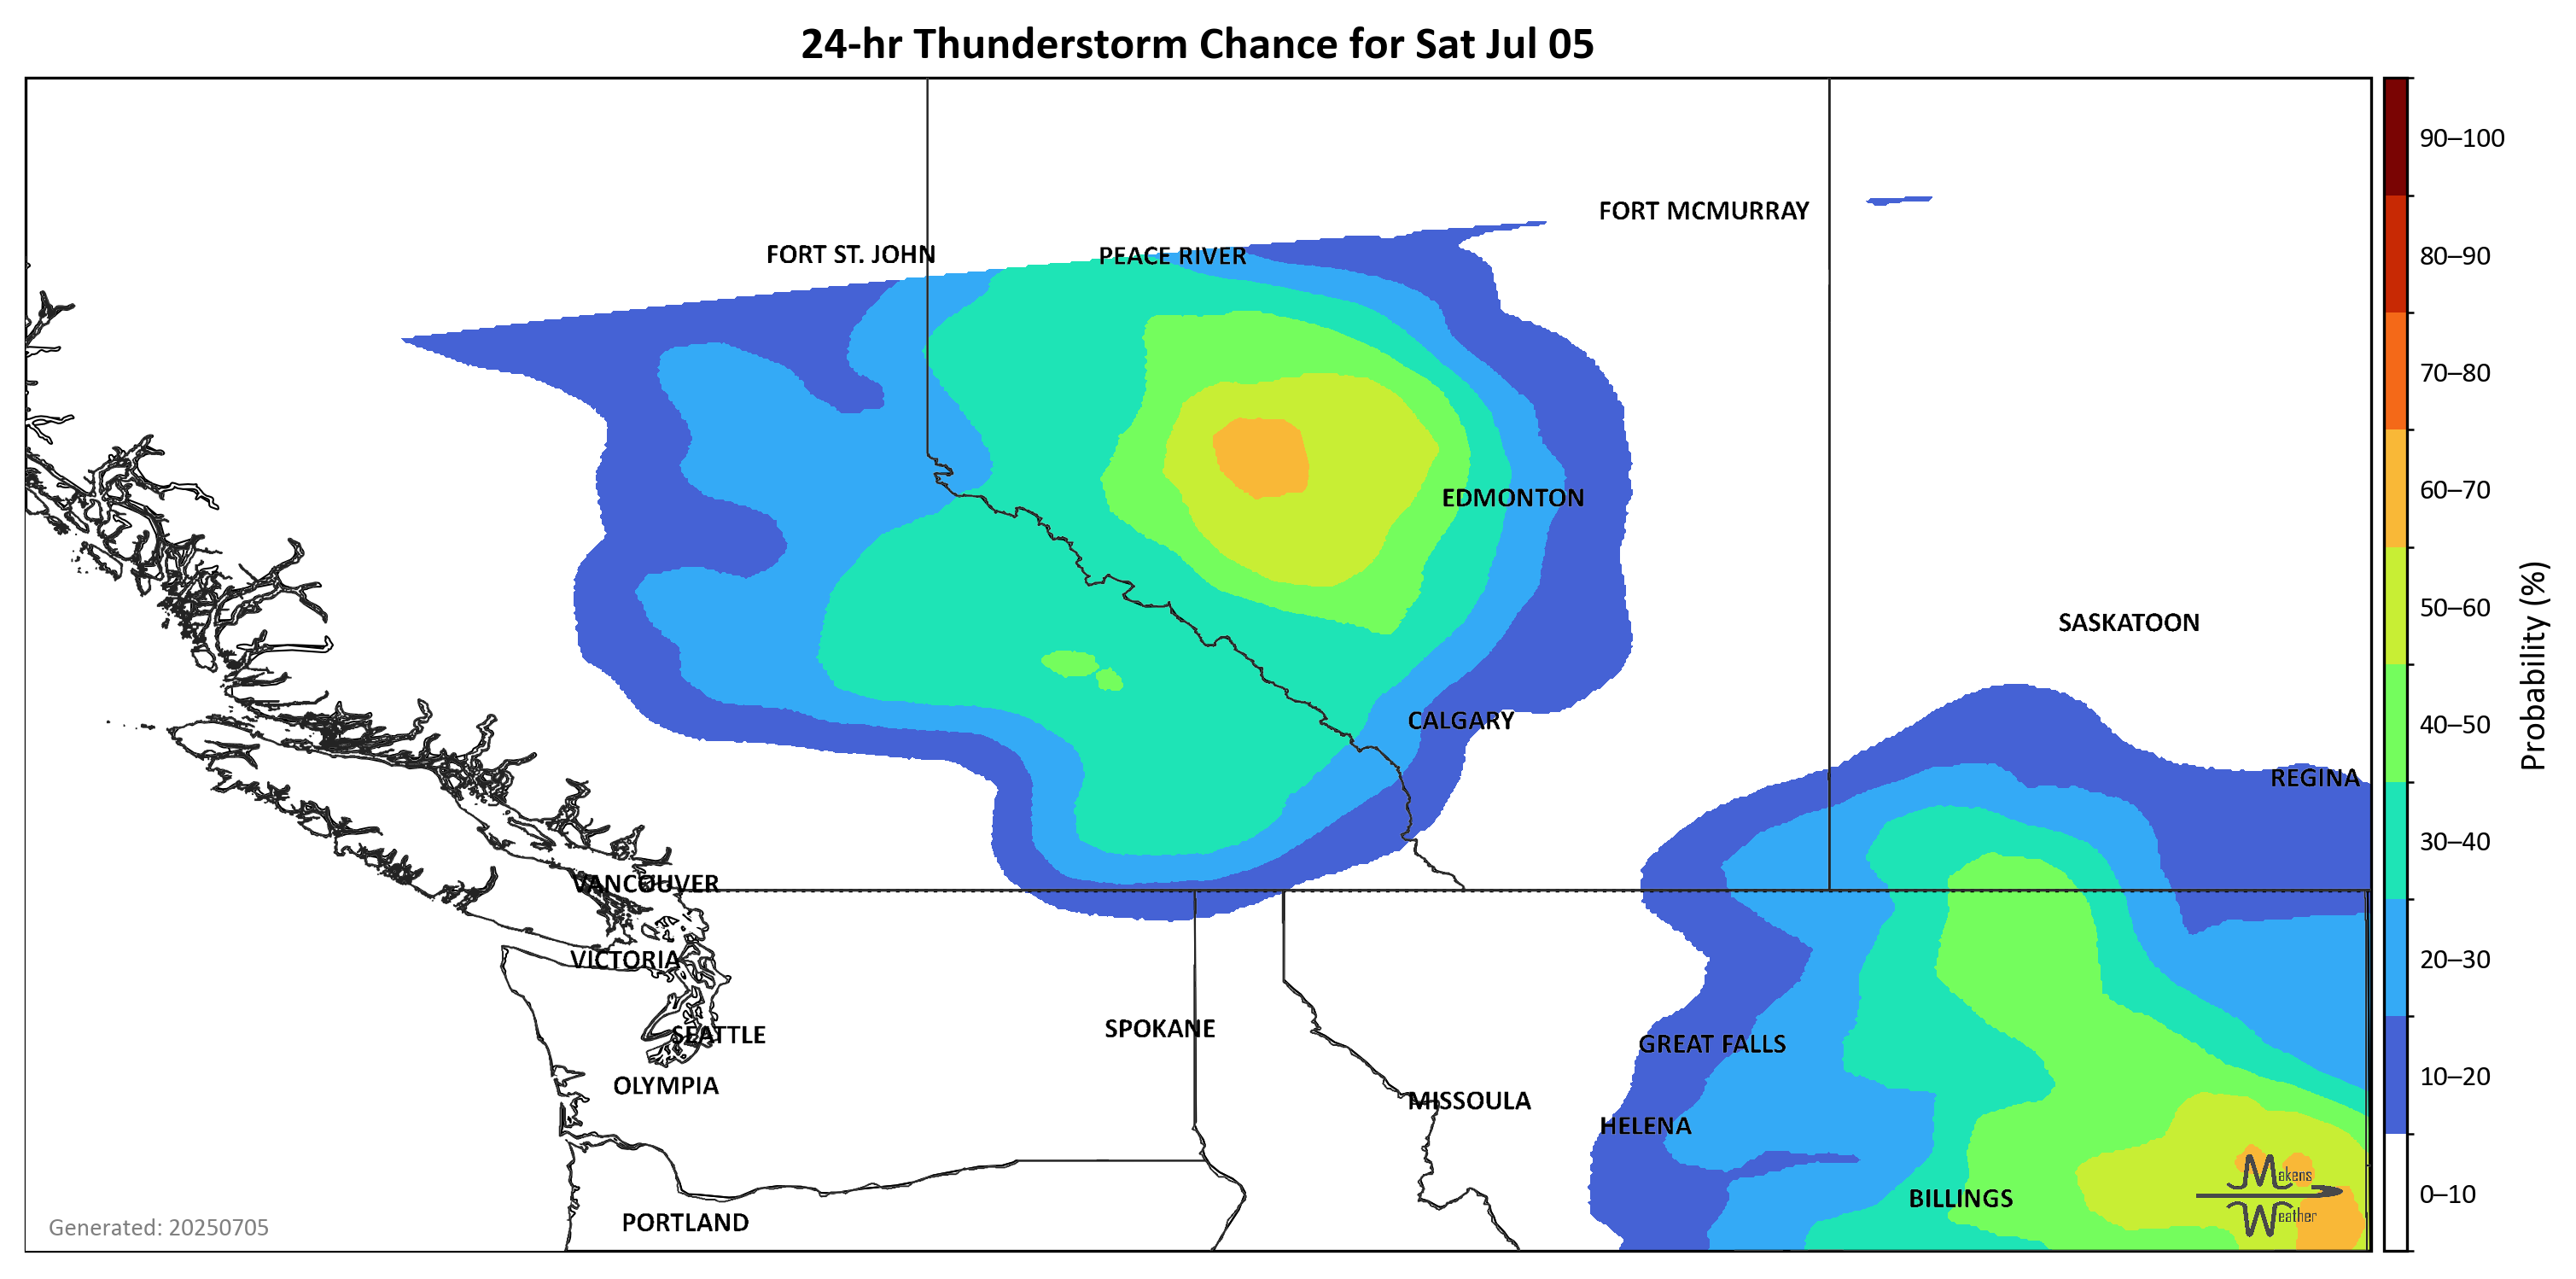 24-hr Thunderstorm Chance for Sat Jul 05
90–100
FORT MCMURRAY
FORT ST. JOHN
PEACE RIVER
80–90
70–80
60–70
EDMONTON
50–60
SASKATOON
Probability (%)
CALGARY
40–50
REGINA
30–40
VANCOUVER
VICTORIA
20–30
SPOKANE
SEATTLE
GREAT FALLS
10–20
OLYMPIA
MISSOULA
HELENA
Makens
Weather
0–10
BILLINGS
PORTLAND
Generated: 20250705